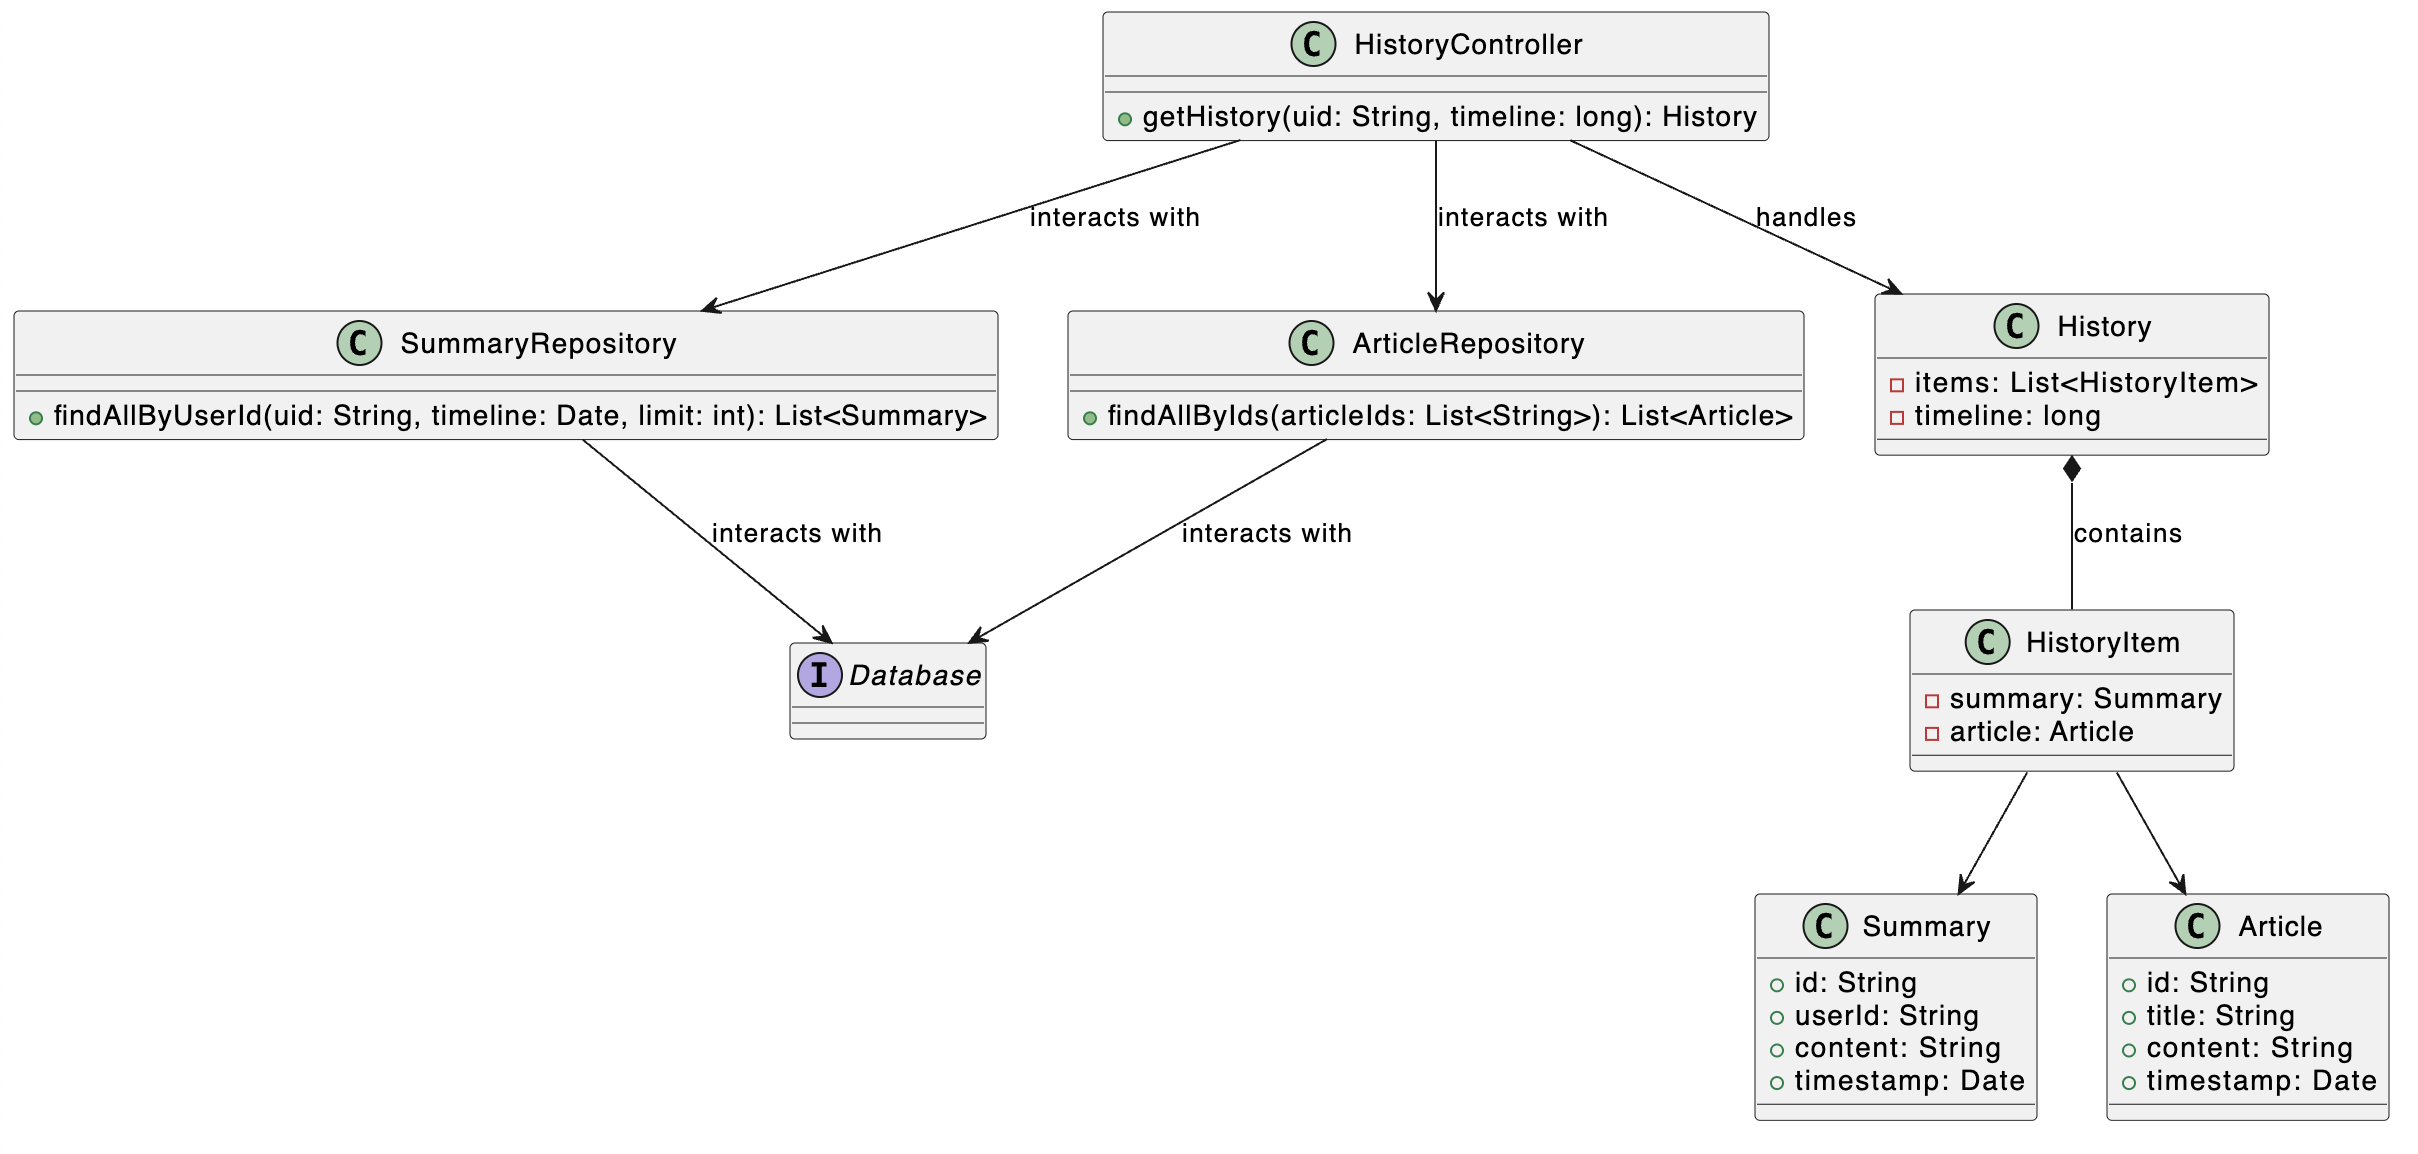 C HistoryController
getHistory(uid: String, timeline: long): History
interacts with
interacts with
handles
C SummaryRepository
findAllByUserId(uid: String, timeline: Date, limit: int): List<Summary>
C ArticleRepository
findAllByIds(articleIds: List<String>): List<Article>
C History
items: List<HistoryItem>
timeline: long
interacts with
interacts with
contains
I Database
C HistoryItem
summary: Summary
article: Article
C Summary
id: String
userId: String
content: String
timestamp: Date
C Article
id: String
title: String
content: String
timestamp: Date